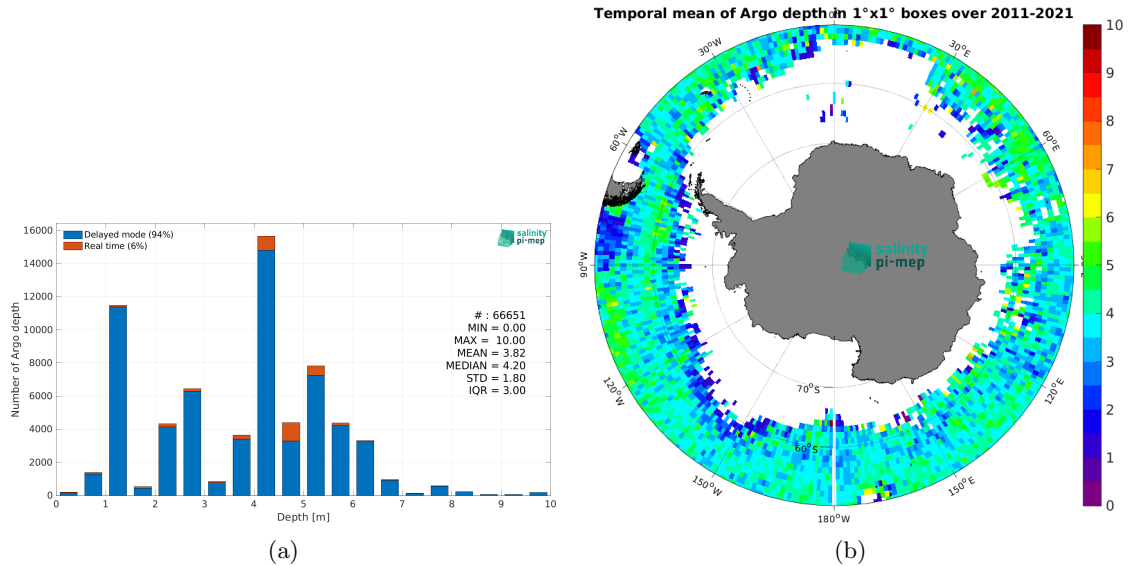 Delayed mode (94%)
Real time (6%)
salinity
pi-mep
16000
14000
12000
10000
8000
6000
4000
2000
0
Number of Argo depth
# : 66651
MIN = 0.00
MAX = 10.00
MEAN = 3.82
MEDIAN = 4.20
STD = 1.80
IQR = 3.00
0 1 2 3 4 5 6 7 8 9 10
Depth [m]
(a)
Temporal mean of Argo depth in 1°x1° boxes over 2011-2021
30°W
30°E
60°W
60°E
90°W
120°W
120°E
150°W
150°E
180°W
70°S
60°S
salinity
pi-mep
10
9
8
7
6
5
4
3
2
1
0
(b)